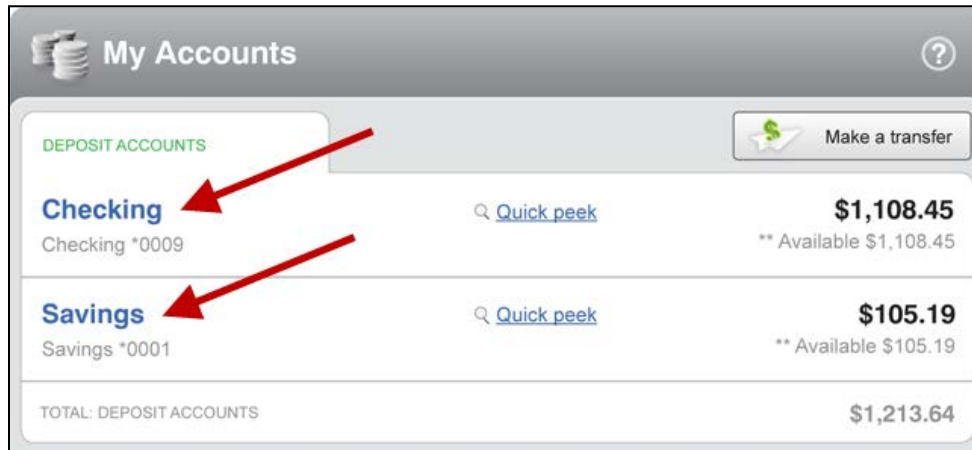 My Accounts
?
DEPOSIT ACCOUNTS
$ Make a transfer
Checking
Quick peek
$1,108.45
Checking *0009
** Available $1,108.45
Savings
Quick peek
$105.19
Savings *0001
** Available $105.19
TOTAL: DEPOSIT ACCOUNTS
$1,213.64